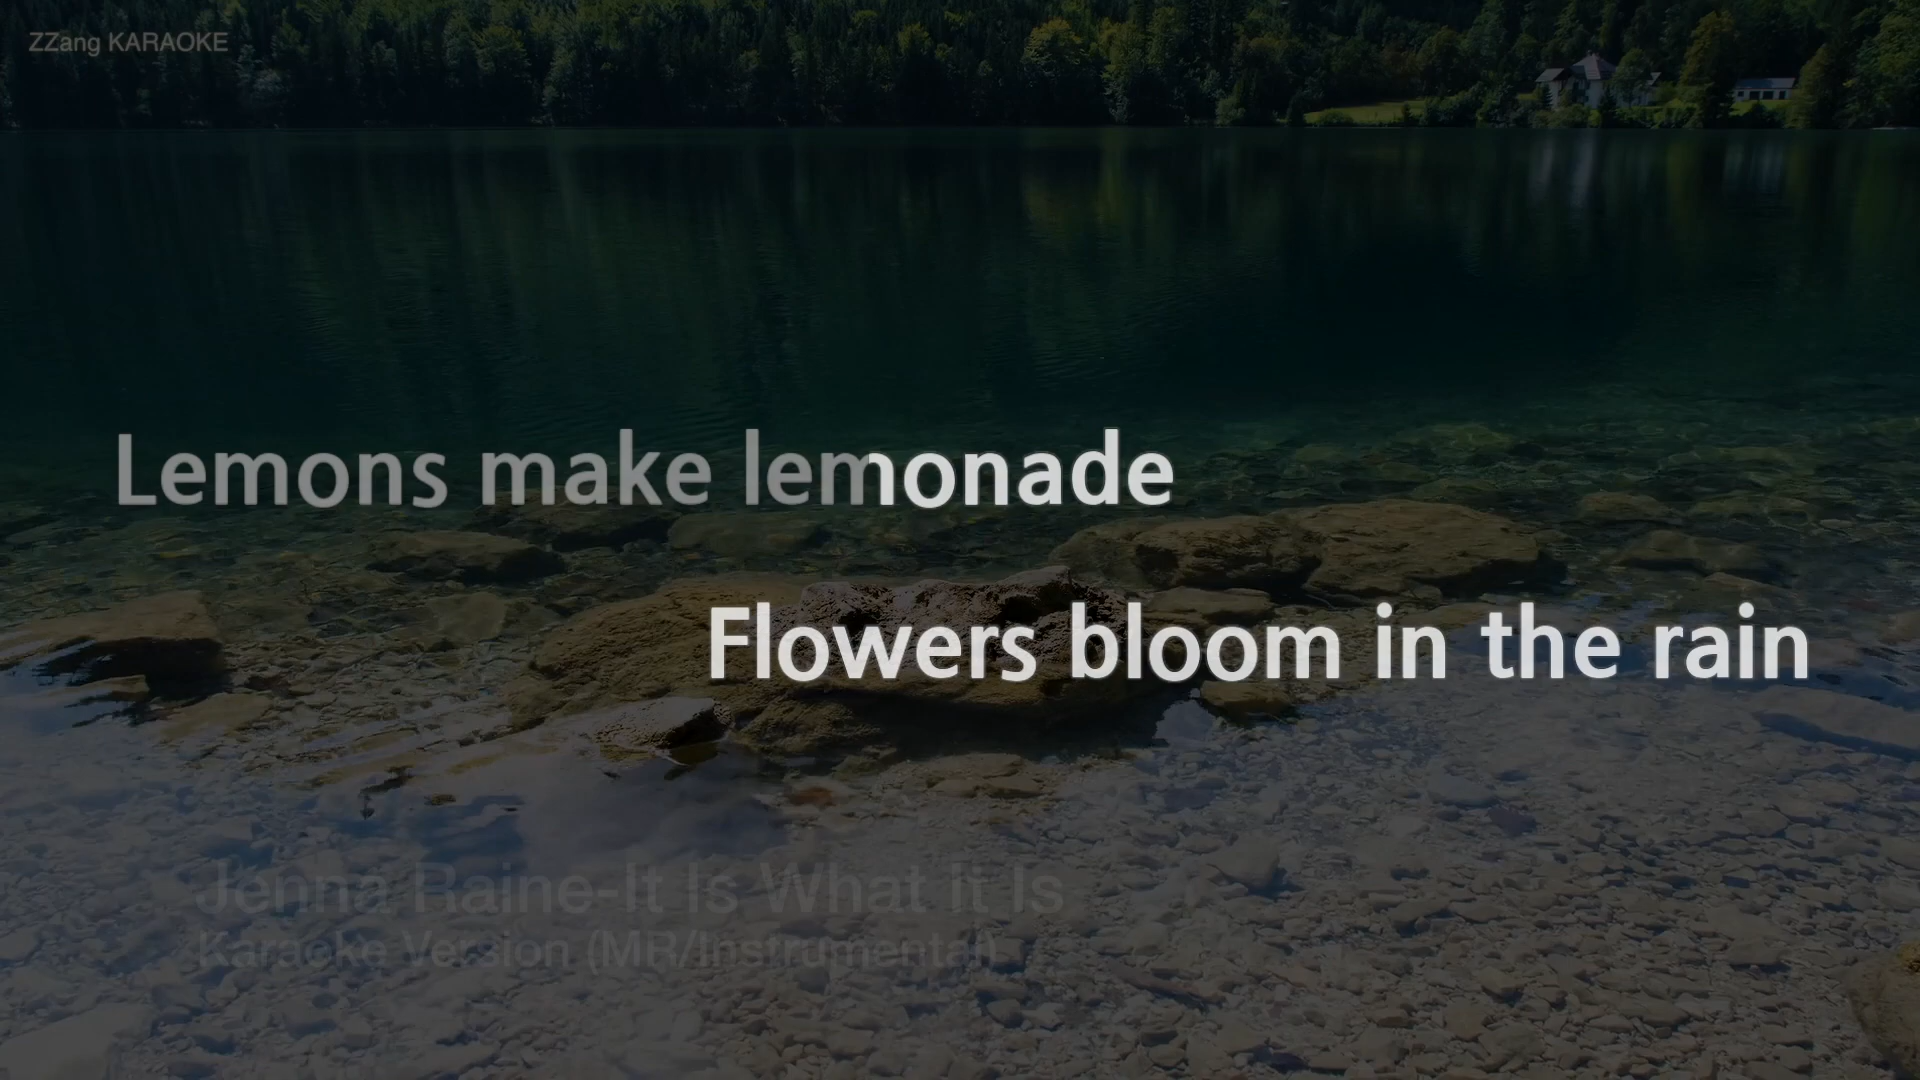 ZZang KARAOKE
Lemons make lemonade
Flowers bloom in the rain
Jenna Raine-It Is What It Is
Karaoke Version (MR/Instrumental)